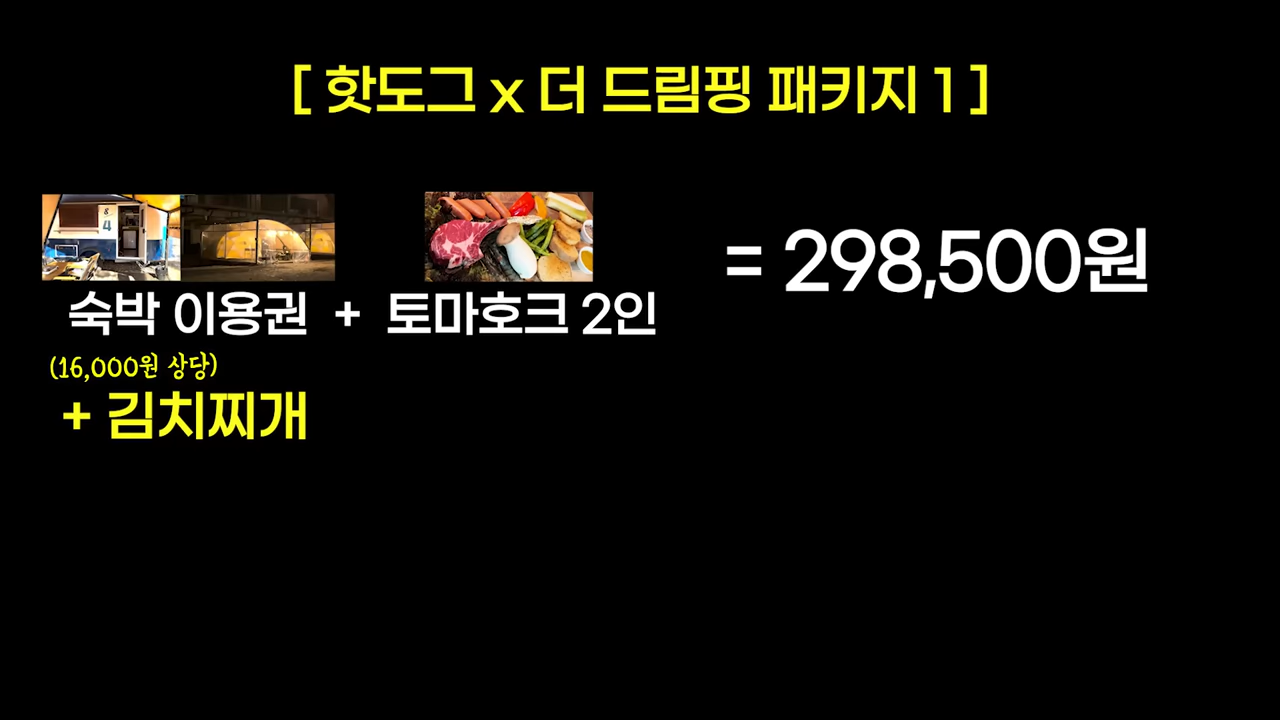 [ 핫도그 x 더 드림핑 패키지 1 ]
숙박 이용권 + 토마호크 2인
= 298,500원
(16,000원 상당)
+ 김치찌개